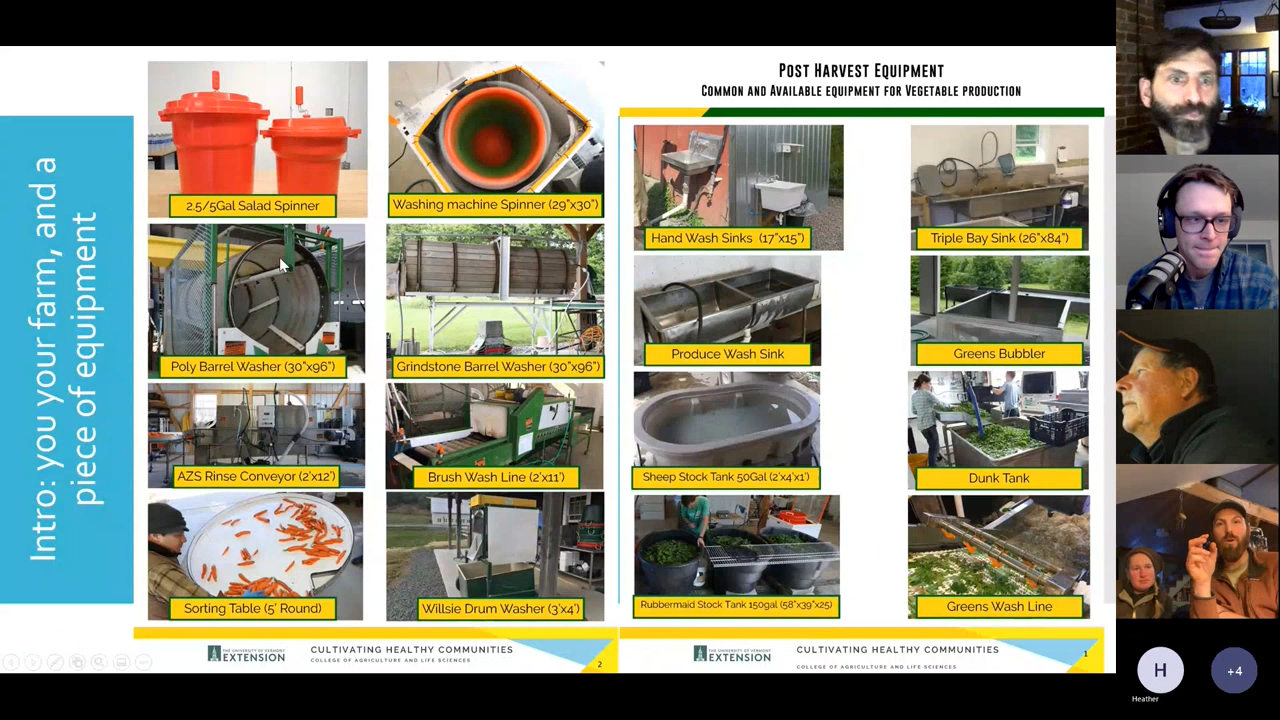 Intro: you your farm, and a
piece of equipment
2.5/5Gal Salad Spinner
Washing machine Spinner (29"x30")
Poly Barrel Washer (30"x96")
Grindstone Barrel Washer (30"x96")
AZS Rinse Conveyor (2'x12')
Brush Wash Line (2'x11')
Sorting Table (5' Round)
Willsie Drum Washer (3'x4')
THE UNIVERSITY OF VERMONT
EXTENSION
CULTIVATING HEALTHY COMMUNITIES
COLLEGE OF AGRICULTURE AND LIFE SCIENCES
2
POST HARVEST EQUIPMENT
COMMON AND AVAILABLE EQUIPMENT FOR VEGETABLE PRODUCTION
Hand Wash Sinks (17"x15")
Triple Bay Sink (26"x84")
Produce Wash Sink
Greens Bubbler
Sheep Stock Tank 50Gal (2'x4'x1')
Dunk Tank
Rubbermaid Stock Tank 150gal (58"x39"x25)
Greens Wash Line
THE UNIVERSITY OF VERMONT
EXTENSION
CULTIVATING HEALTHY COMMUNITIES
COLLEGE OF AGRICULTURE AND LIFE SCIENCES
1
H
Heather
+4